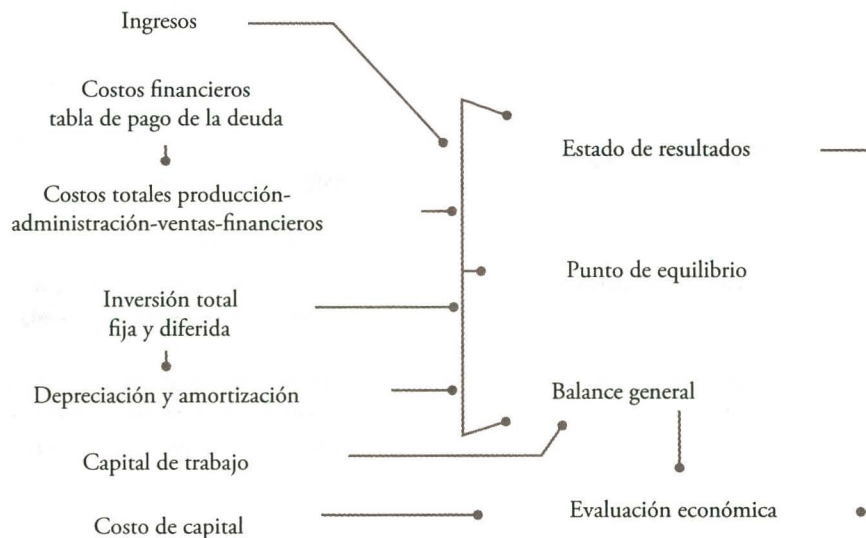 Ingresos
Costos financieros
tabla de pago de la deuda
Estado de resultados
Costos totales producción-
administración-ventas-financieros
Punto de equilibrio
Inversión total
fija y diferida
Depreciación y amortización
Balance general
Capital de trabajo
Evaluación económica
Costo de capital